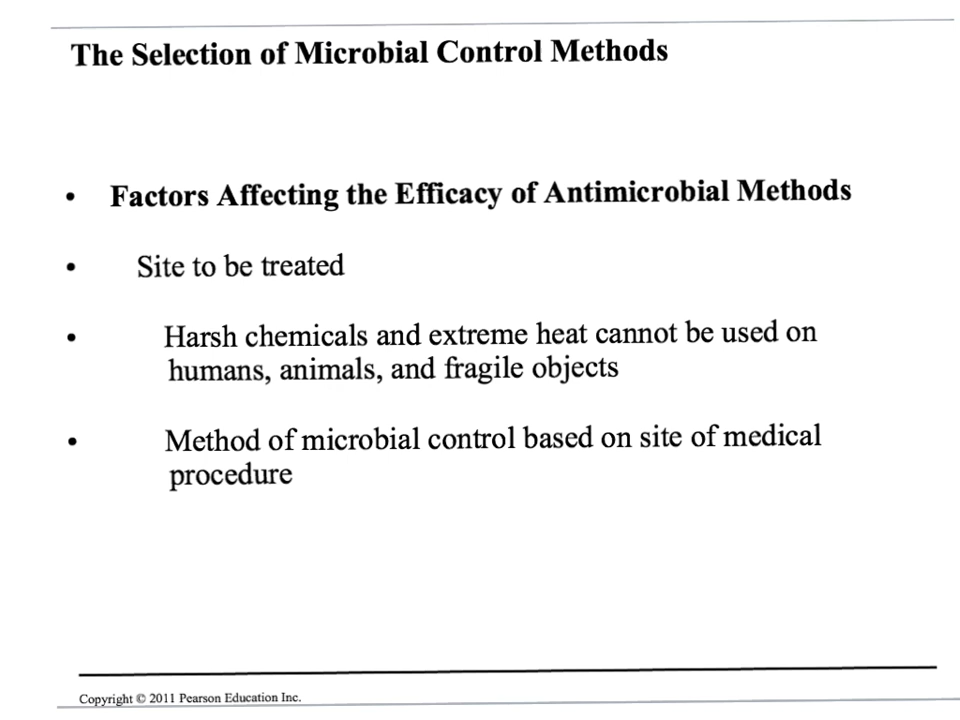 The Selection of Microbial Control Methods
• Factors Affecting the Efficacy of Antimicrobial Methods
• Site to be treated
• Harsh chemicals and extreme heat cannot be used on
humans, animals, and fragile objects
• Method of microbial control based on site of medical
procedure
Copyright © 2011 Pearson Education Inc.